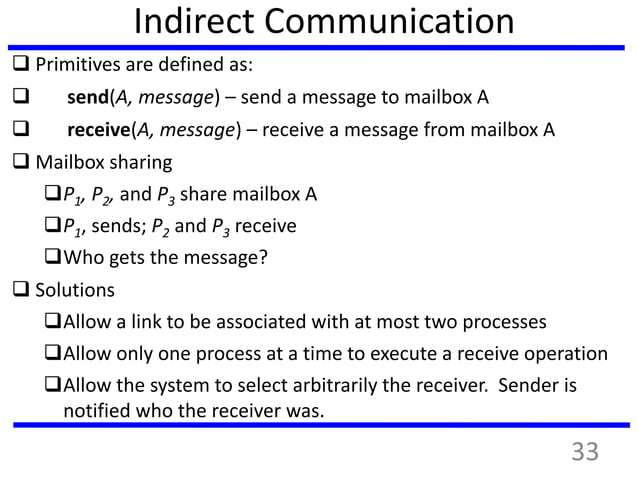 Indirect Communication
❑ Primitives are defined as:
❑ send(A, message) – send a message to mailbox A
❑ receive(A, message) – receive a message from mailbox A
❑ Mailbox sharing
❑P1, P2, and P3 share mailbox A
❑P1, sends; P2 and P3 receive
❑Who gets the message?
❑ Solutions
❑Allow a link to be associated with at most two processes
❑Allow only one process at a time to execute a receive operation
❑Allow the system to select arbitrarily the receiver. Sender is
notified who the receiver was.
33